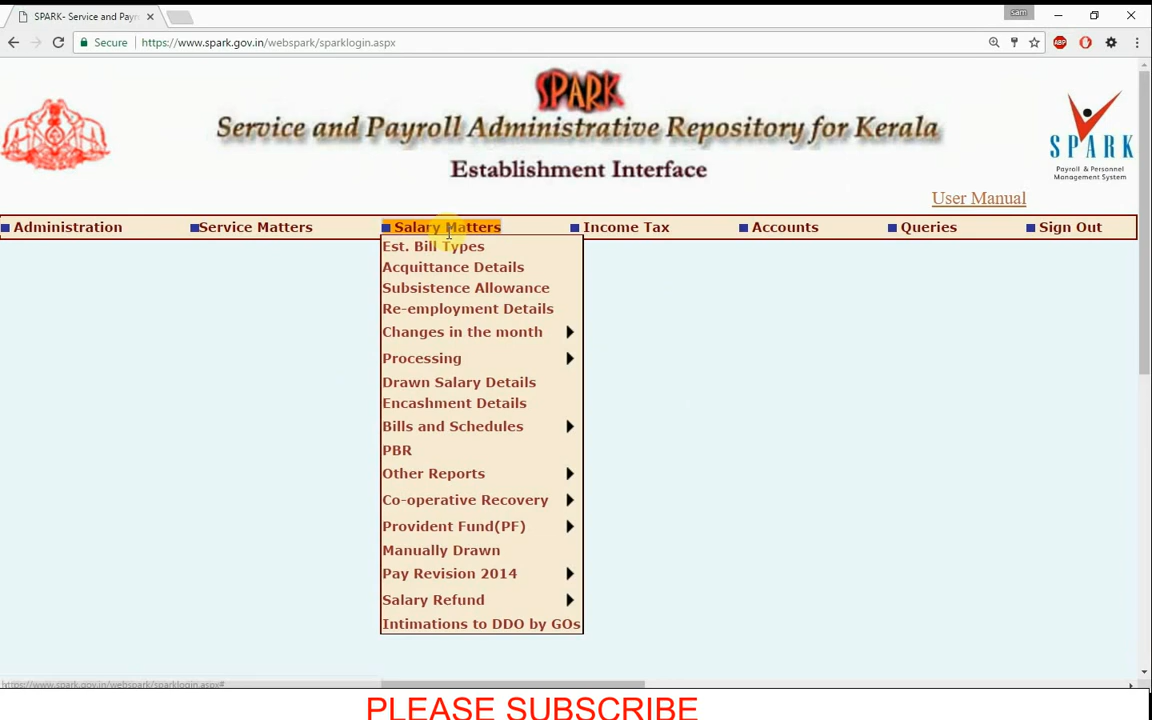 SPARK- Service and Payr
sam
Secure
https://www.spark.gov.in/webspark/sparklogin.aspx
ABP
SPARK
Service and Payroll Administrative Repository for Kerala
Establishment Interface
SPARK
Payroll & Personnel
Management System
User Manual
Administration
Service Matters
Salary Matters
Income Tax
Accounts
Queries
Sign Out
Est. Bill Types
Acquittance Details
Subsistence Allowance
Re-employment Details
Changes in the month
Processing
Drawn Salary Details
Encashment Details
Bills and Schedules
PBR
Other Reports
Co-operative Recovery
Provident Fund(PF)
Manually Drawn
Pay Revision 2014
Salary Refund
Intimations to DDO by GOs
https://www.spark.gov.in/webspark/sparklogin.aspx#
PLEASE SUBSCRIBE